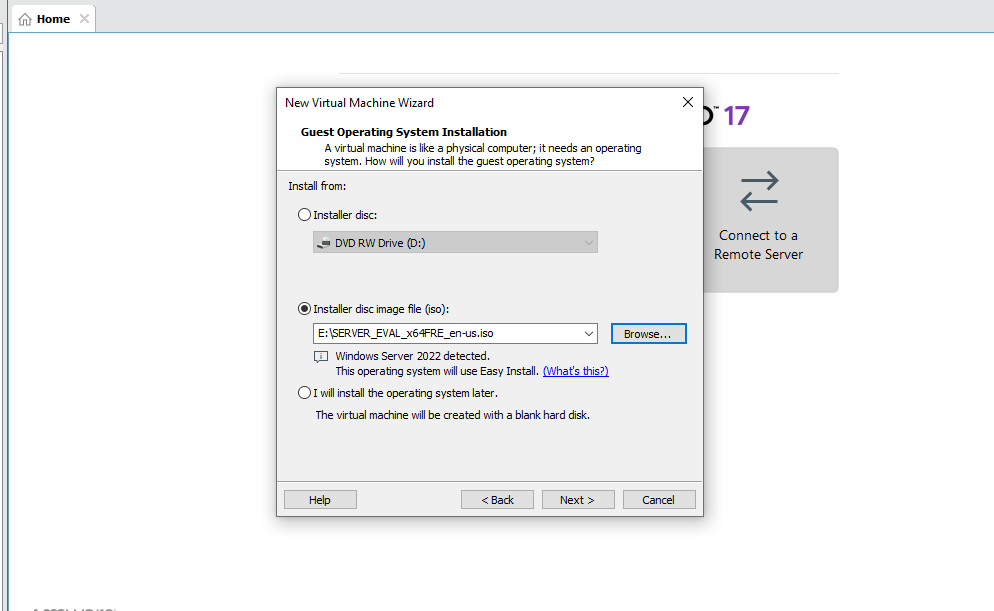 Home
New Virtual Machine Wizard
™ 17
Guest Operating System Installation
A virtual machine is like a physical computer; it needs an operating
system. How will you install the guest operating system?
Install from:
Installer disc:
DVD RW Drive (D:)
Connect to a
Remote Server
Installer disc image file (iso):
E:\SERVER_EVAL_x64FRE_en-us.iso
Browse...
Windows Server 2022 detected.
This operating system will use Easy Install. (What's this?)
I will install the operating system later.
The virtual machine will be created with a blank hard disk.
Help
< Back
Next >
Cancel